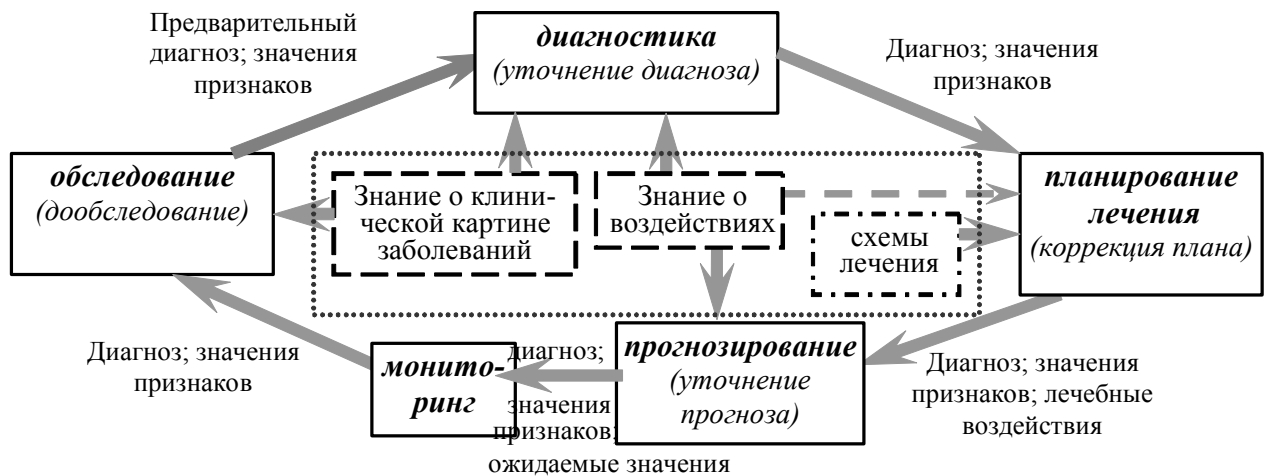 Предварительный
диагноз; значения
признаков
диагностика
(уточнение диагноза)
Диагноз; значения
признаков
обследование
(дообследование)
Знание о клини-
ческой картине
заболеваний
Знание о
воздействиях
схемы
лечения
планирование
лечения
(коррекция плана)
Диагноз; значения
признаков
монито-
ринг
диагноз;
значения
признаков;
ожидаемые значения
прогнозирование
(уточнение
прогноза)
Диагноз; значения
признаков; лечебные
воздействия